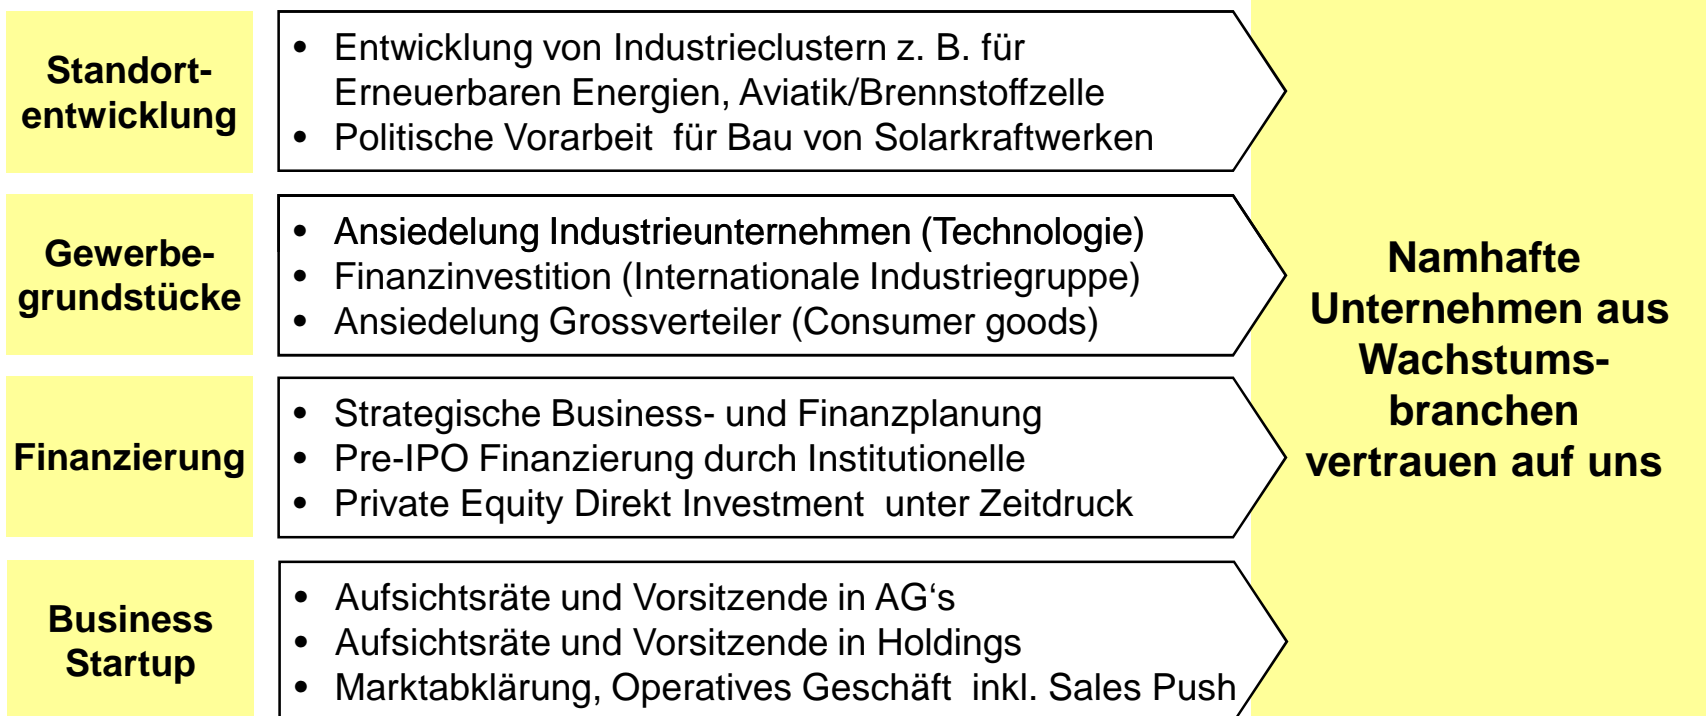 Standort-
entwicklung
• Entwicklung von Industrieclustern z. B. für
Erneuerbaren Energien, Aviatik/Brennstoffzelle
• Politische Vorarbeit  für Bau von Solarkraftwerken
Gewerbe-
grundstücke
• Ansiedelung Industrieunternehmen (Technologie)
• Finanzinvestition (Internationale Industriegruppe)
• Ansiedelung Grossverteiler (Consumer goods)
Finanzierung
• Strategische Business- und Finanzplanung
• Pre-IPO Finanzierung durch Institutionelle
• Private Equity Direkt Investment  unter Zeitdruck
Business
Startup
• Aufsichtsräte und Vorsitzende in AG‘s
• Aufsichtsräte und Vorsitzende in Holdings
• Marktabklärung, Operatives Geschäft  inkl. Sales Push
Namhafte
Unternehmen aus
Wachstums-
branchen
vertrauen auf uns